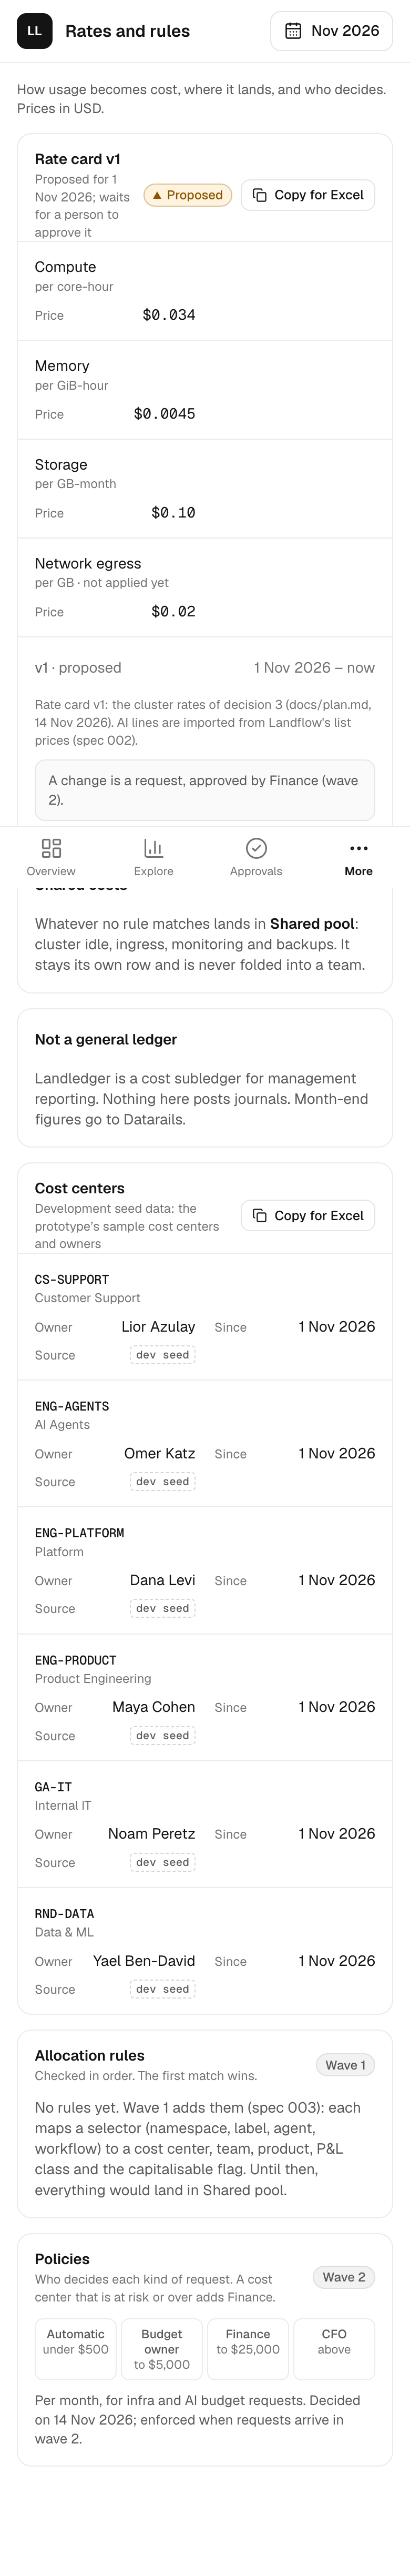 LL
Rates and rules
Nov 2026
How usage becomes cost, where it lands, and who decides.
Prices in USD.
Rate card v1
Proposed for 1
Nov 2026; waits
for a person to
approve it
▲ Proposed
Copy for Excel
Compute
per core-hour
Price $0.034
Memory
per GiB-hour
Price $0.0045
Storage
per GB-month
Price $0.10
Network egress
per GB · not applied yet
Price $0.02
v1 · proposed 1 Nov 2026 – now
Rate card v1: the cluster rates of decision 3 (docs/plan.md,
14 Nov 2026). AI lines are imported from Landflow's list
prices (spec 002).
A change is a request, approved by Finance (wave
2).
Overview Explore Approvals More
Shared costs
Whatever no rule matches lands in Shared pool:
cluster idle, ingress, monitoring and backups. It
stays its own row and is never folded into a team.
Not a general ledger
Landledger is a cost subledger for management
reporting. Nothing here posts journals. Month-end
figures go to Datarails.
Cost centers
Development seed data: the
prototype's sample cost centers
and owners
Copy for Excel
CS-SUPPORT
Customer Support
Owner Lior Azulay Since 1 Nov 2026
Source dev seed
ENG-AGENTS
AI Agents
Owner Omer Katz Since 1 Nov 2026
Source dev seed
ENG-PLATFORM
Platform
Owner Dana Levi Since 1 Nov 2026
Source dev seed
ENG-PRODUCT
Product Engineering
Owner Maya Cohen Since 1 Nov 2026
Source dev seed
GA-IT
Internal IT
Owner Noam Peretz Since 1 Nov 2026
Source dev seed
RND-DATA
Data & ML
Owner Yael Ben-David Since 1 Nov 2026
Source dev seed
Allocation rules
Checked in order. The first match wins.
Wave 1
No rules yet. Wave 1 adds them (spec 003): each
maps a selector (namespace, label, agent,
workflow) to a cost center, team, product, P&L
class and the capitalisable flag. Until then,
everything would land in Shared pool.
Policies
Who decides each kind of request. A cost
center that is at risk or over adds Finance.
Wave 2
Automatic
under $500
Budget
owner
to $5,000
Finance
to $25,000
CFO
above
Per month, for infra and AI budget requests. Decided
on 14 Nov 2026; enforced when requests arrive in
wave 2.